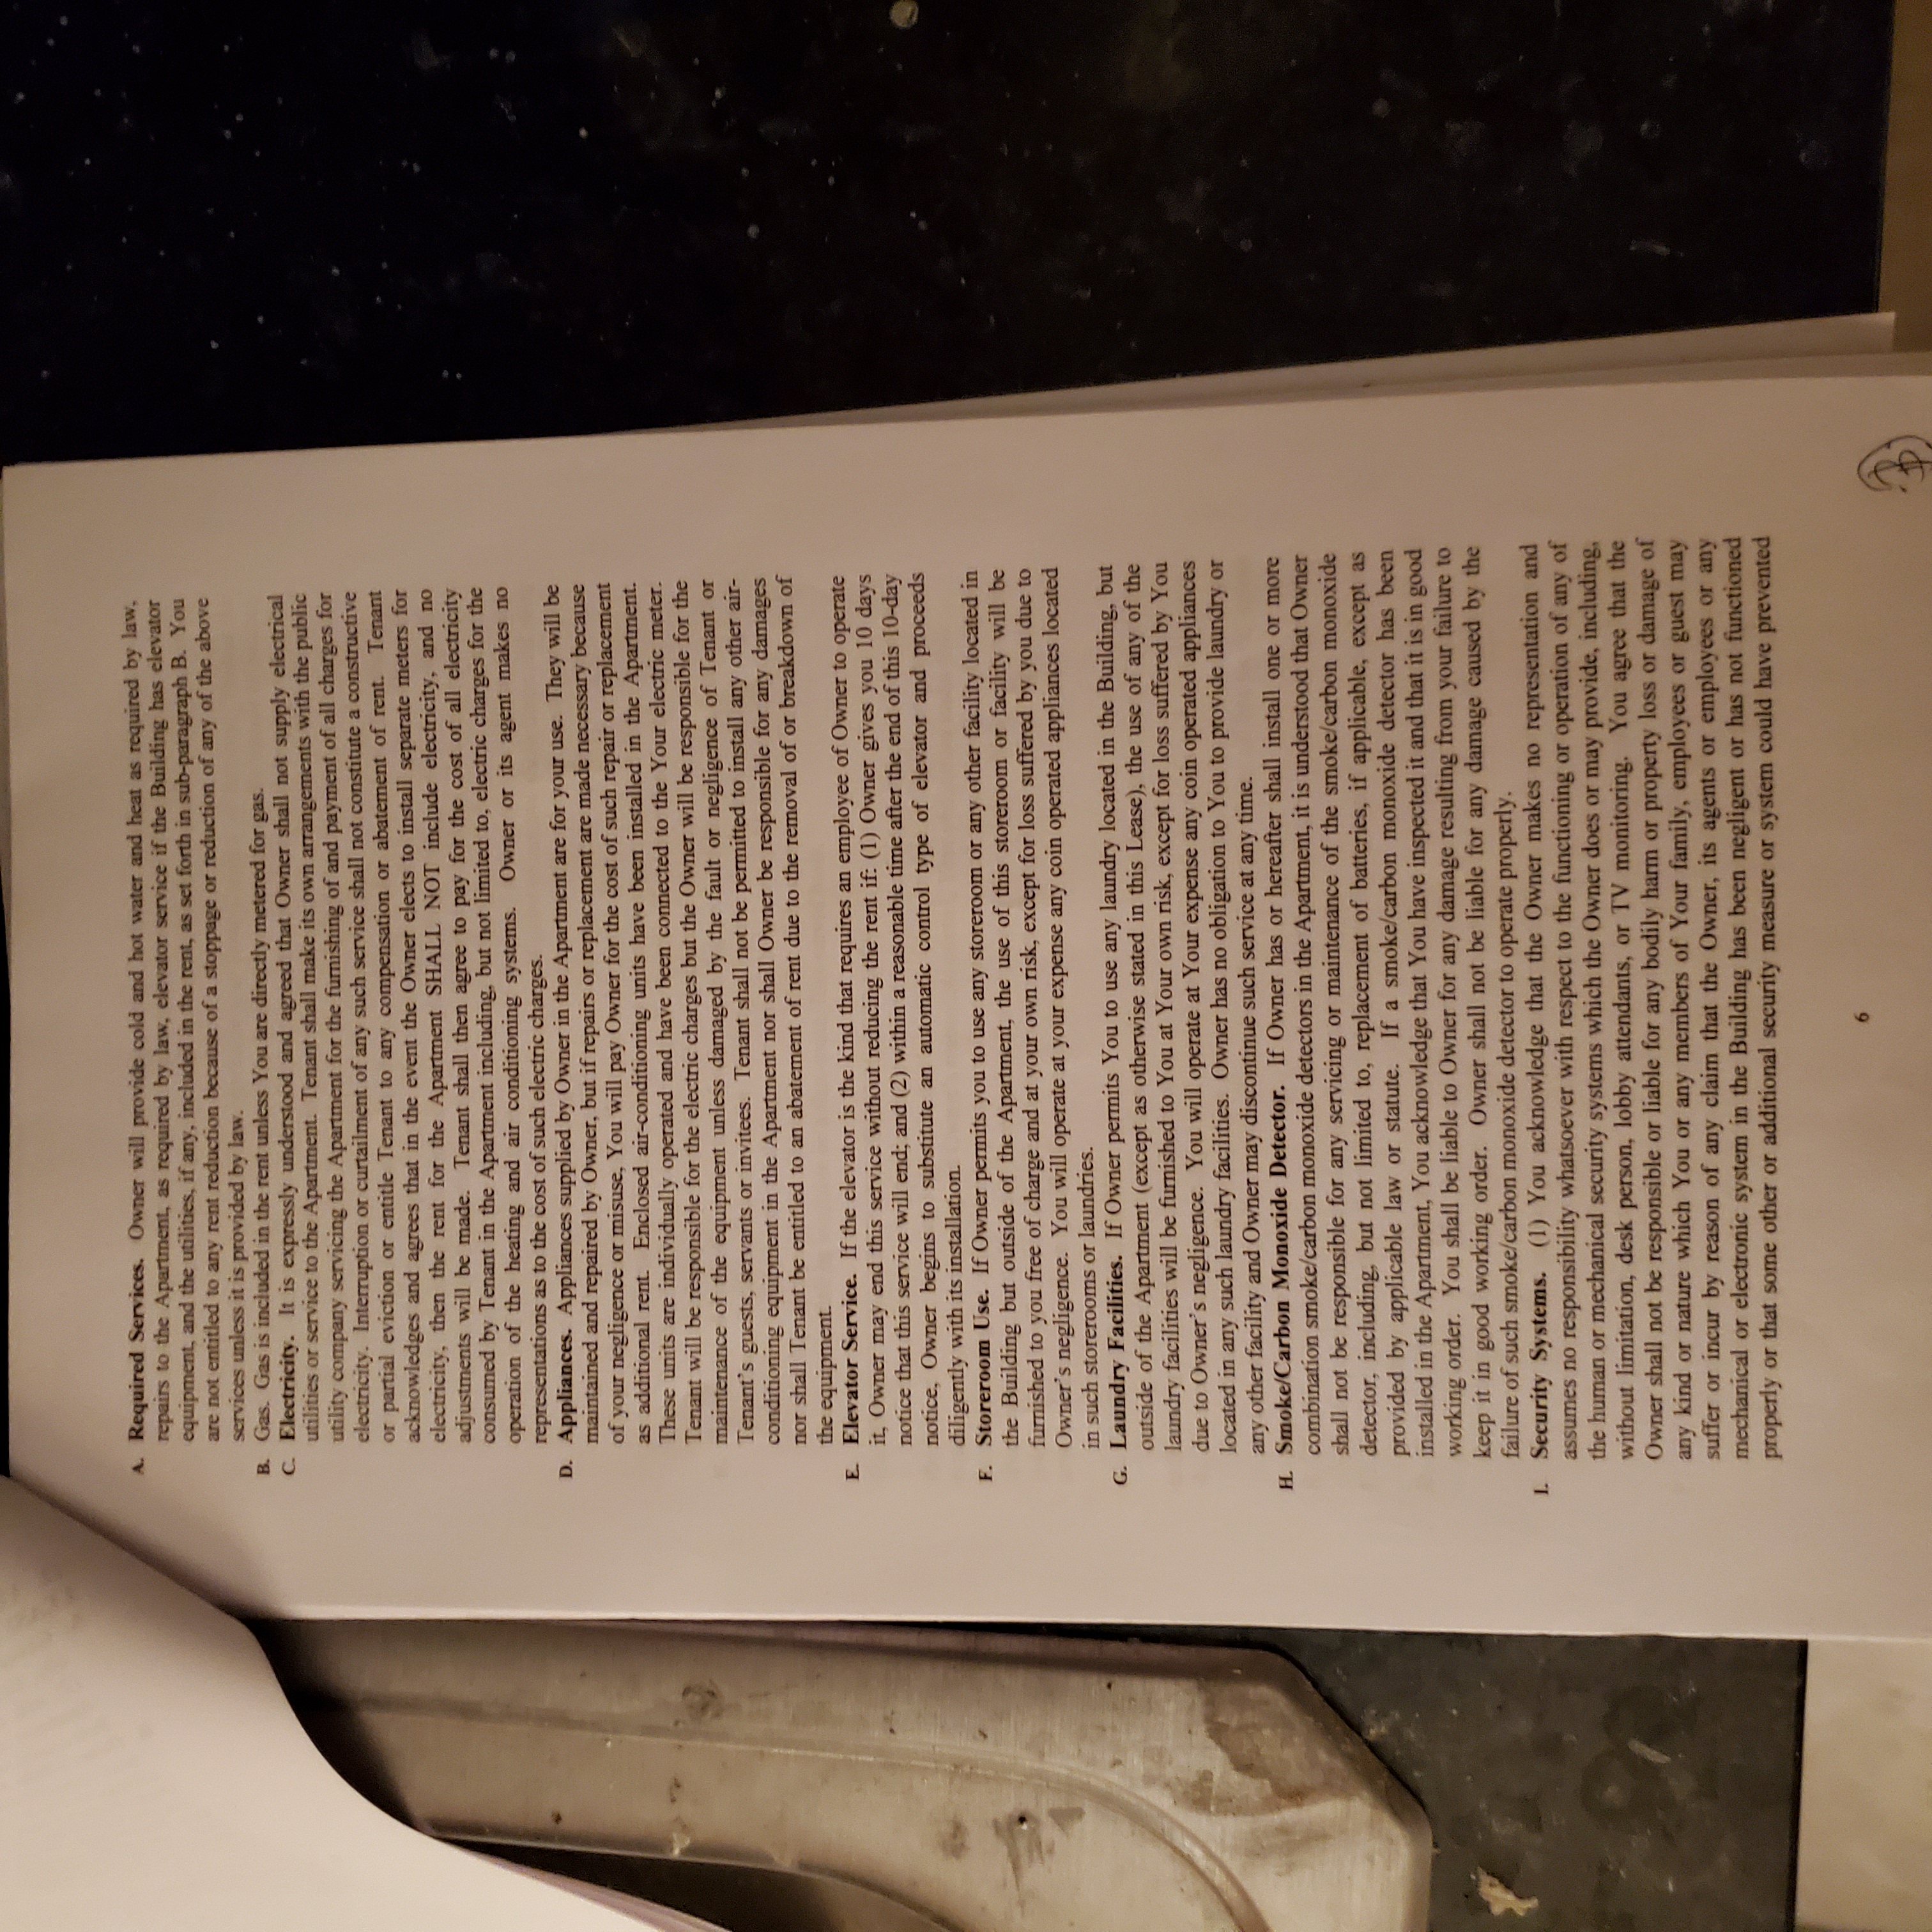 A. Required Services. Owner will provide cold and hot water and heat as required by law,
repairs to the Apartment, as required by law, elevator service if the Building has elevator
equipment, and the utilities, if any, included in the rent, as set forth in sub-paragraph B. You
are not entitled to any rent reduction because of a stoppage or reduction of any of the above
services unless it is provided by law.
B. Gas. Gas is included in the rent unless You are directly metered for gas.
C. Electricity. It is expressly understood and agreed that Owner shall not supply electrical
utilities or service to the Apartment. Tenant shall make its own arrangements with the public
utility company servicing the Apartment for the furnishing of and payment of all charges for
electricity. Interruption or curtailment of any such service shall not constitute a constructive
or partial eviction or entitle Tenant to any compensation or abatement of rent. Tenant
acknowledges and agrees that in the event the Owner elects to install separate meters for
electricity, then the rent for the Apartment SHALL NOT include electricity, and no
adjustments will be made. Tenant shall then agree to pay for the cost of all electricity
consumed by Tenant in the Apartment including, but not limited to, electric charges for the
operation of the heating and air conditioning systems. Owner or its agent makes no
representations as to the cost of such electric charges.
D. Appliances. Appliances supplied by Owner in the Apartment are for your use. They will be
maintained and repaired by Owner, but if repairs or replacement are made necessary because
of your negligence or misuse, You will pay Owner for the cost of such repair or replacement
as additional rent. Enclosed air-conditioning units have been installed in the Apartment.
These units are individually operated and have been connected to the Your electric meter.
Tenant will be responsible for the electric charges but the Owner will be responsible for the
maintenance of the equipment unless damaged by the fault or negligence of Tenant or
Tenant's guests, servants or invitees. Tenant shall not be permitted to install any other air-
conditioning equipment in the Apartment nor shall Owner be responsible for any damages
nor shall Tenant be entitled to an abatement of rent due to the removal of or breakdown of
the equipment.
E. Elevator Service. If the elevator is the kind that requires an employee of Owner to operate
it, Owner may end this service without reducing the rent if: (1) Owner gives you 10 days
notice that this service will end; and (2) within a reasonable time after the end of this 10-day
notice, Owner begins to substitute an automatic control type of elevator and proceeds
diligently with its installation.
F. Storeroom Use. If Owner permits you to use any storeroom or any other facility located in
the Building but outside of the Apartment, the use of this storeroom or facility will be
furnished to you free of charge and at your own risk, except for loss suffered by you due to
Owner's negligence. You will operate at your expense any coin operated appliances located
in such storerooms or laundries.
G. Laundry Facilities. If Owner permits You to use any laundry located in the Building, but
outside of the Apartment (except as otherwise stated in this Lease), the use of any of the
laundry facilities will be furnished to You at Your own risk, except for loss suffered by You
due to Owner's negligence. You will operate at Your expense any coin operated appliances
located in any such laundry facilities. Owner has no obligation to You to provide laundry or
any other facility and Owner may discontinue such service at any time.
H. Smoke/Carbon Monoxide Detector. If Owner has or hereafter shall install one or more
combination smoke/carbon monoxide detectors in the Apartment, it is understood that Owner
shall not be responsible for any servicing or maintenance of the smoke/carbon monoxide
detector, including, but not limited to, replacement of batteries, if applicable, except as
provided by applicable law or statute. If a smoke/carbon monoxide detector has been
installed in the Apartment, You acknowledge that You have inspected it and that it is in good
working order. You shall be liable to Owner for any damage resulting from your failure to
keep it in good working order. Owner shall not be liable for any damage caused by the
failure of such smoke/carbon monoxide detector to operate properly.
I. Security Systems. (1) You acknowledge that the Owner makes no representation and
assumes no responsibility whatsoever with respect to the functioning or operation of any of
the human or mechanical security systems which the Owner does or may provide, including,
without limitation, desk person, lobby attendants, or TV monitoring. You agree that the
Owner shall not be responsible or liable for any bodily harm or property loss or damage of
any kind or nature which You or any members of Your family, employees or guest may
suffer or incur by reason of any claim that the Owner, its agents or employees or any
mechanical or electronic system in the Building has been negligent or has not functioned
properly or that some other or additional security measure or system could have prevented
6